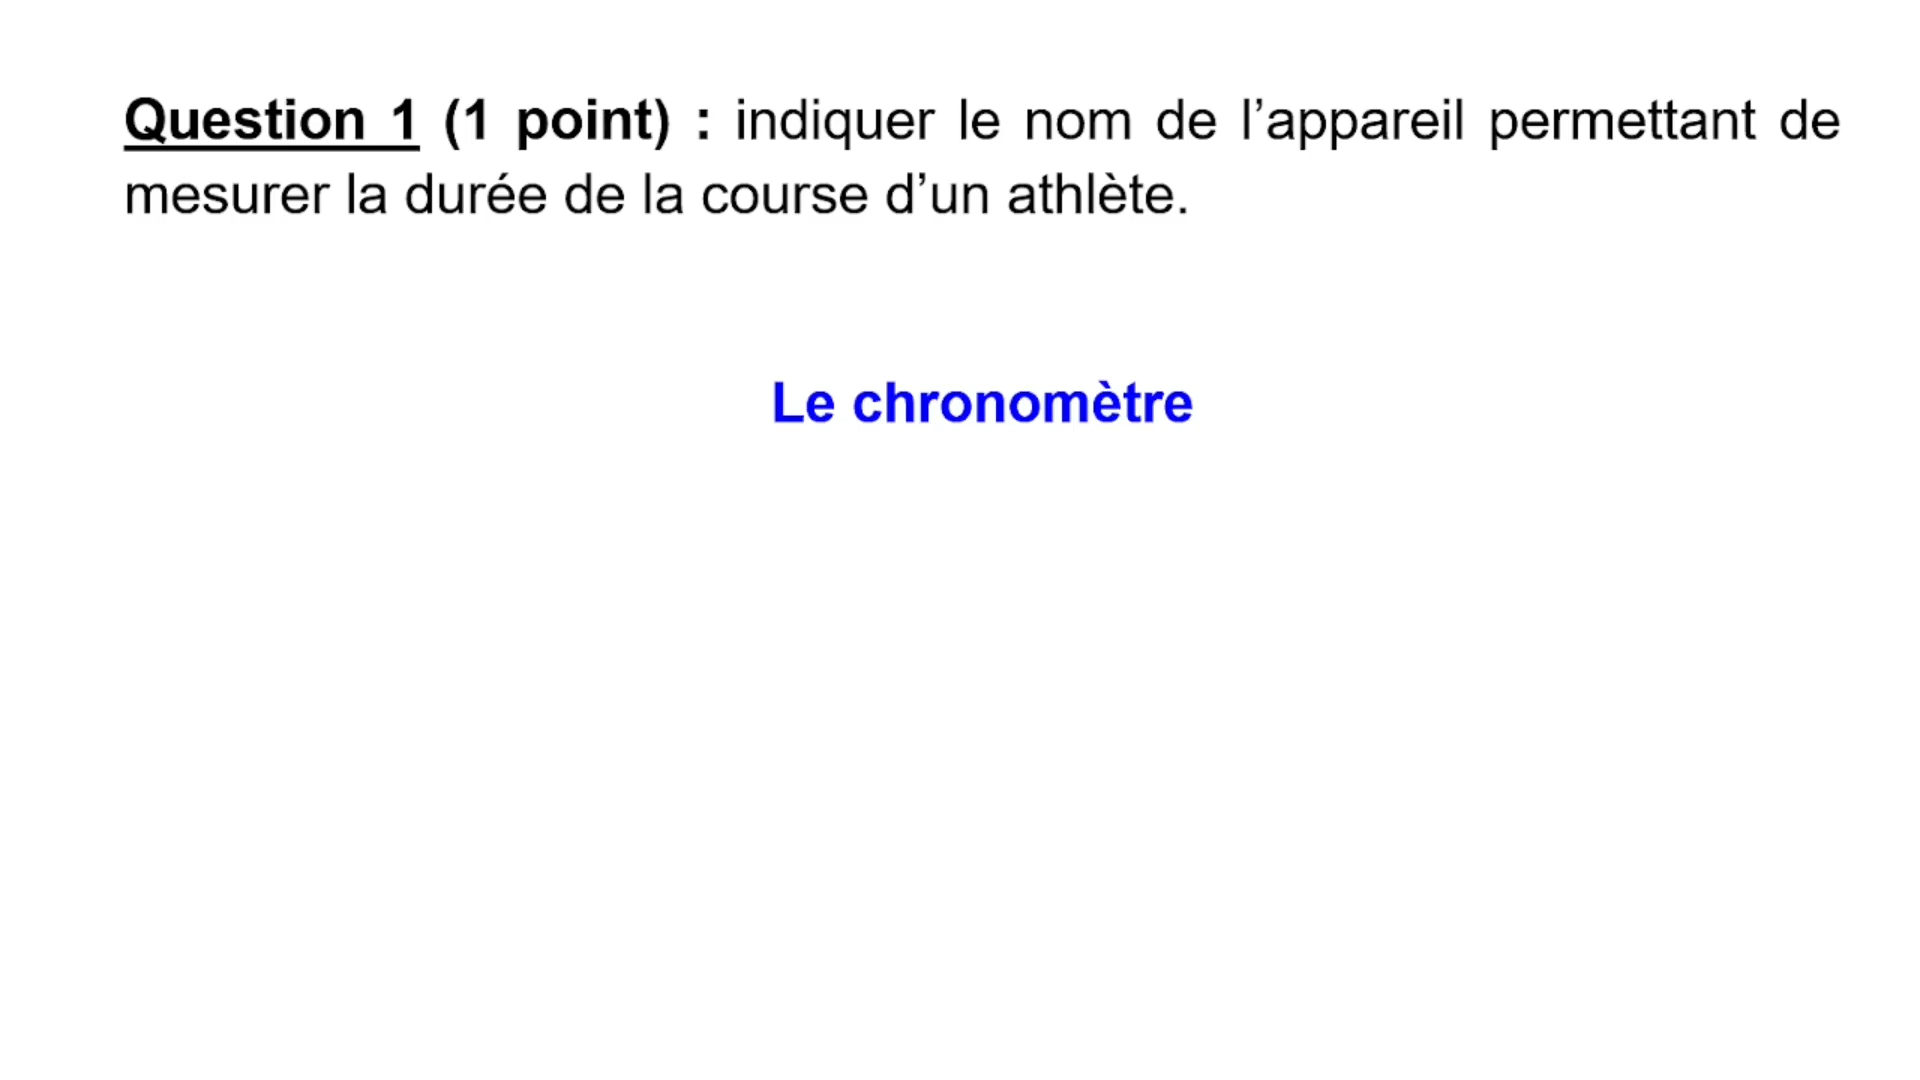 Question 1 (1 point) : indiquer le nom de l’appareil permettant de
mesurer la durée de la course d’un athlète.
Le chronomètre